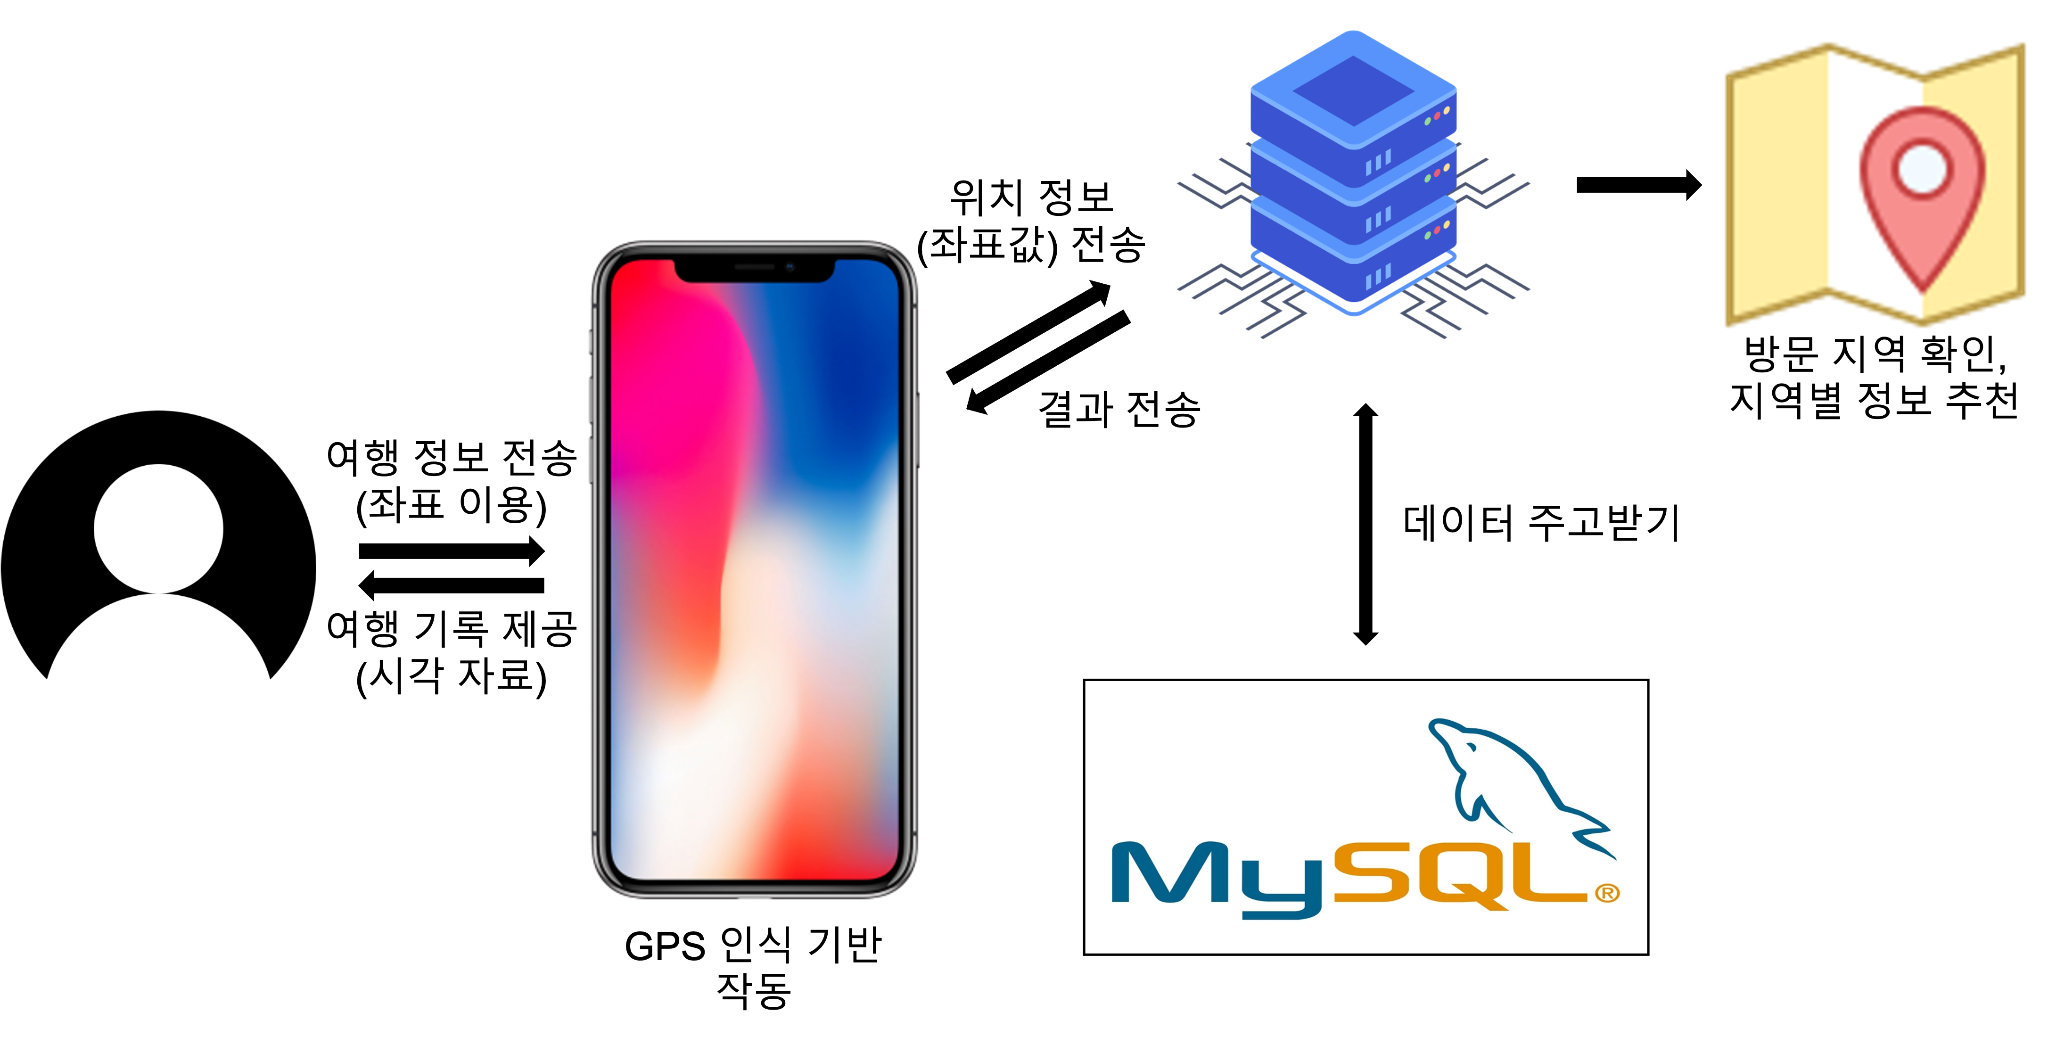 여행 정보 전송
(좌표 이용)
여행 기록 제공
(시각 자료)
GPS 인식 기반
작동
위치 정보
(좌표값) 전송
결과 전송
데이터 주고받기
MySQL®
방문 지역 확인,
지역별 정보 추천